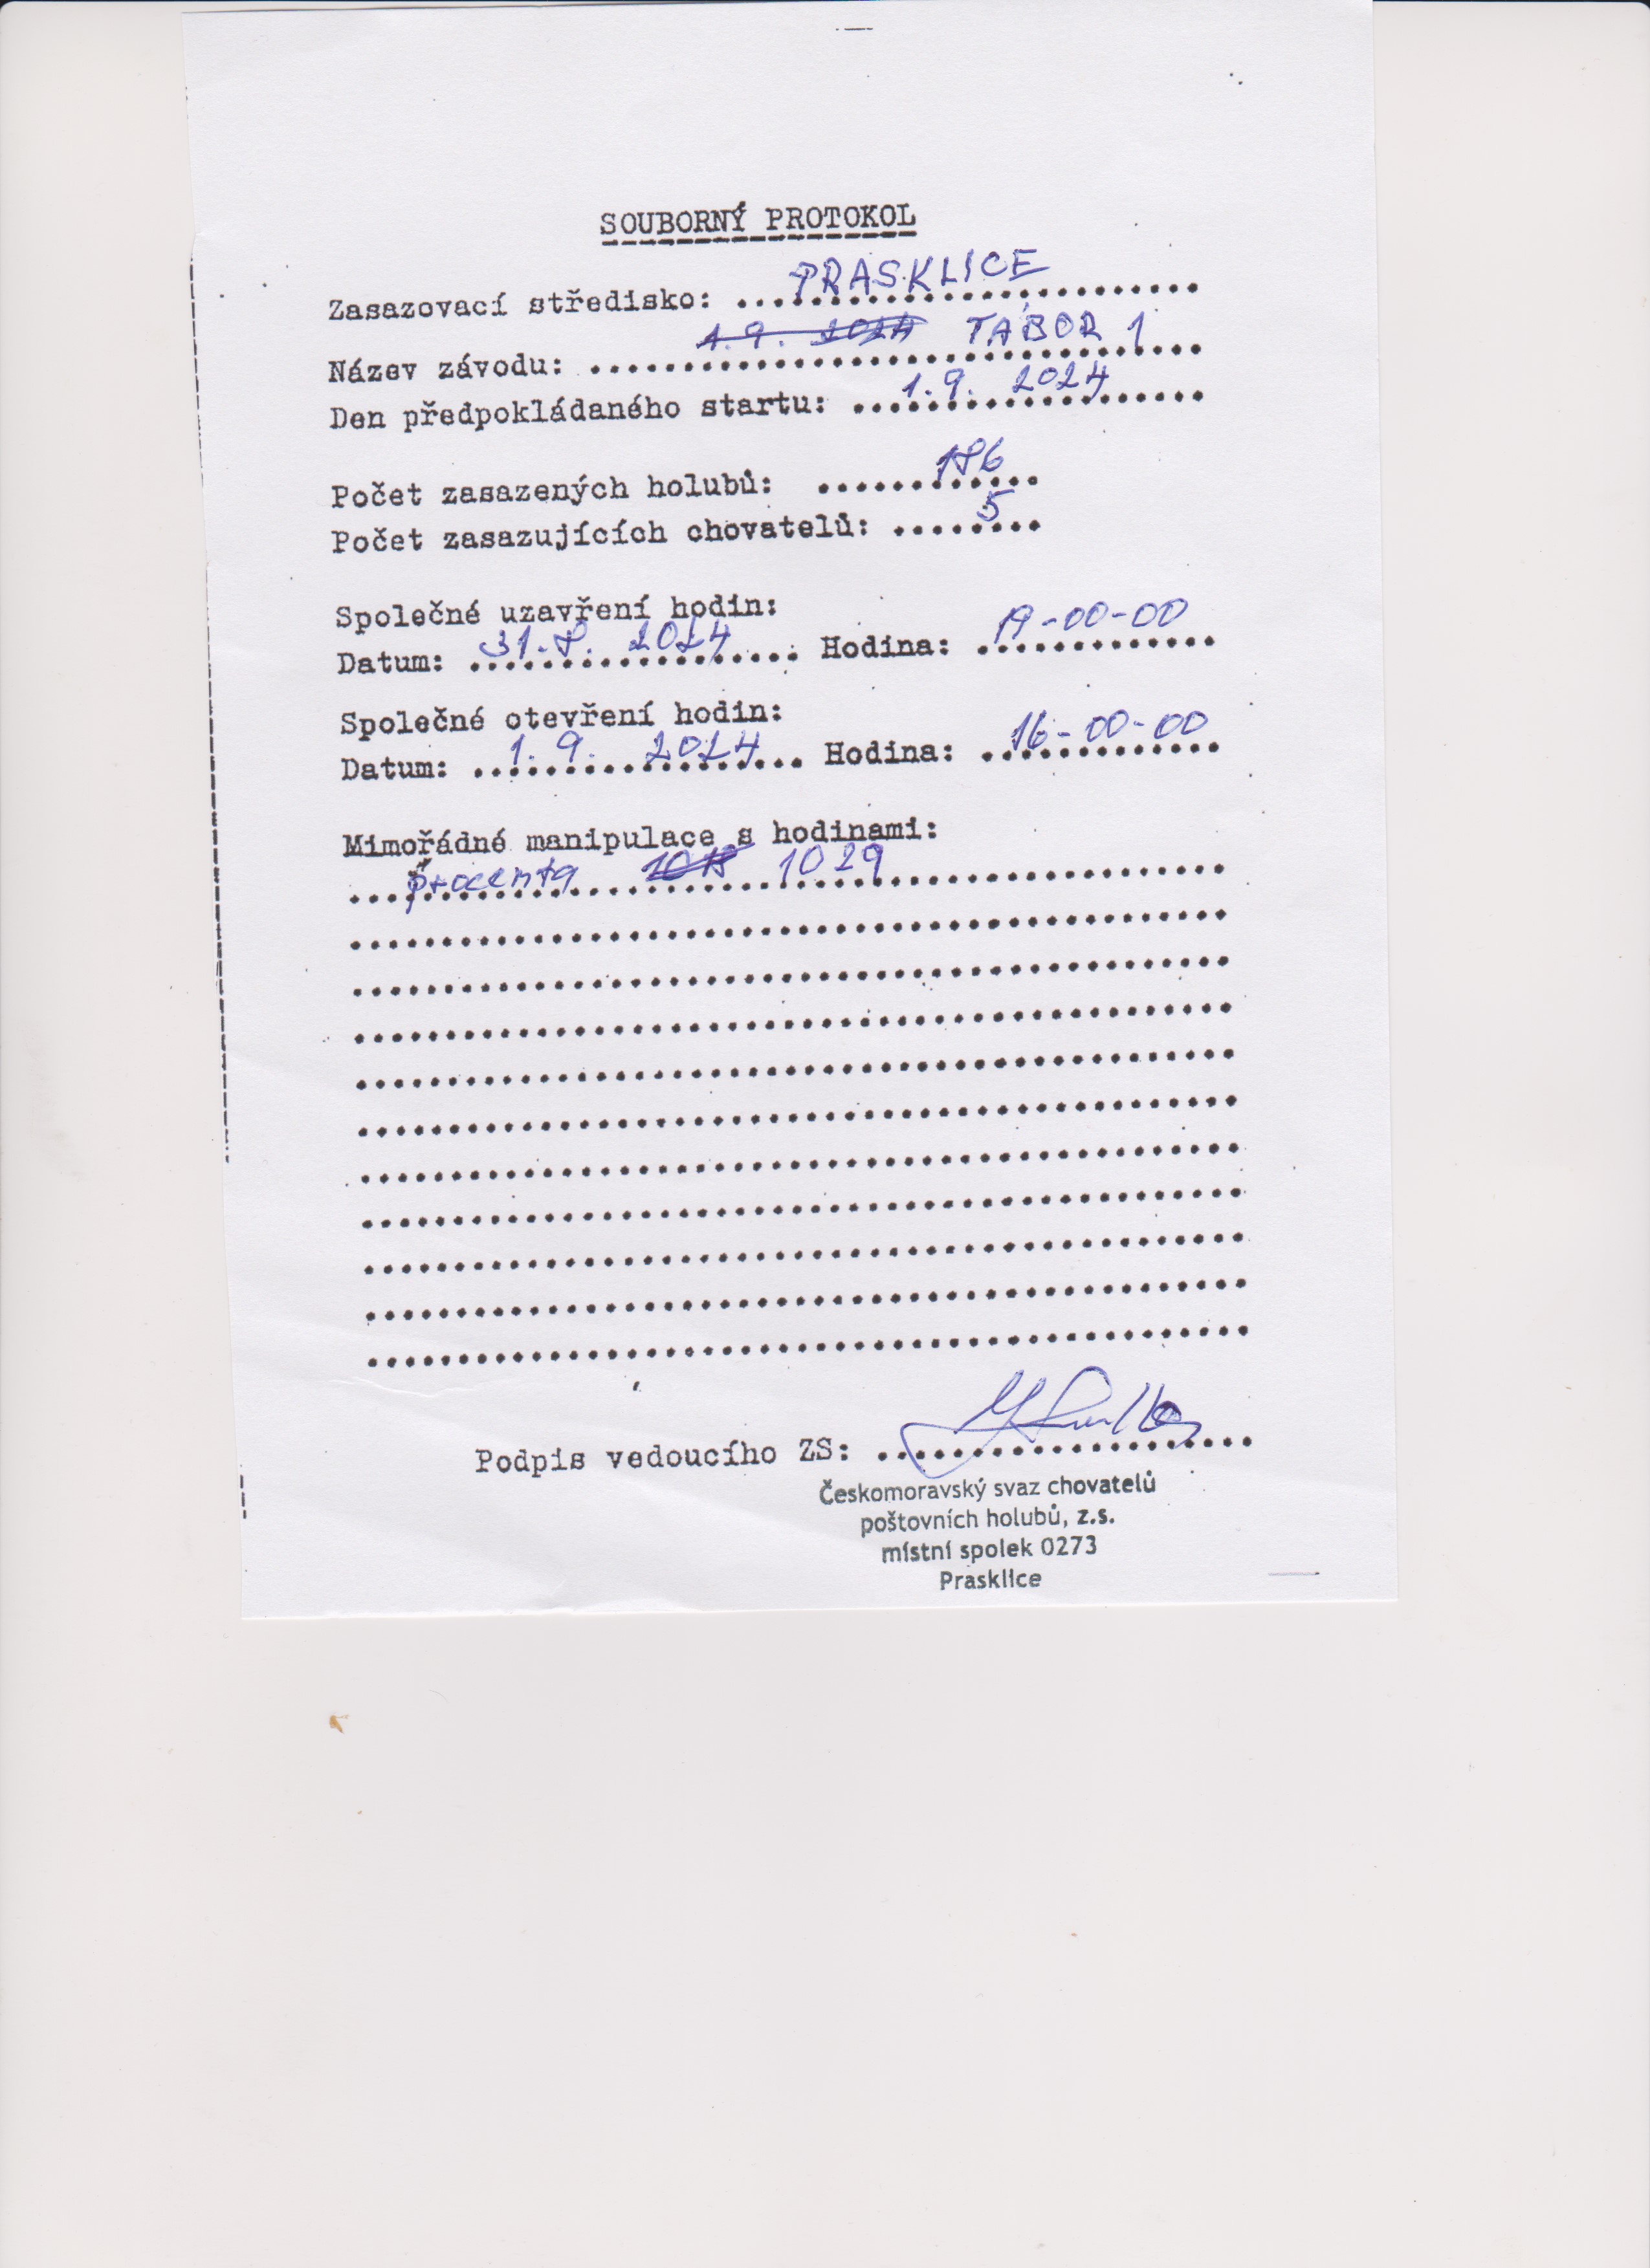 SOUBORNÝ PROTOKOL
Zasazovací středisko: PRASKLICE
Název závodu: 1.9. 2024 TÁBOR 1
Den předpokládaného startu: 1.9. 2024
Počet zasazených holubů: 186
Počet zasazujících chovatelů: 5
Společné uzavření hodin:
Datum: 31.8. 2024 Hodina: 19-00-00
Společné otevření hodin:
Datum: 1.9. 2024 Hodina: 16-00-00
Mimořádné manipulace s hodinami:
procenta 1029
Podpis vedoucího ZS:
Českomoravský svaz chovatelů
poštovních holubů, z.s.
místní spolek 0273
Prasklice